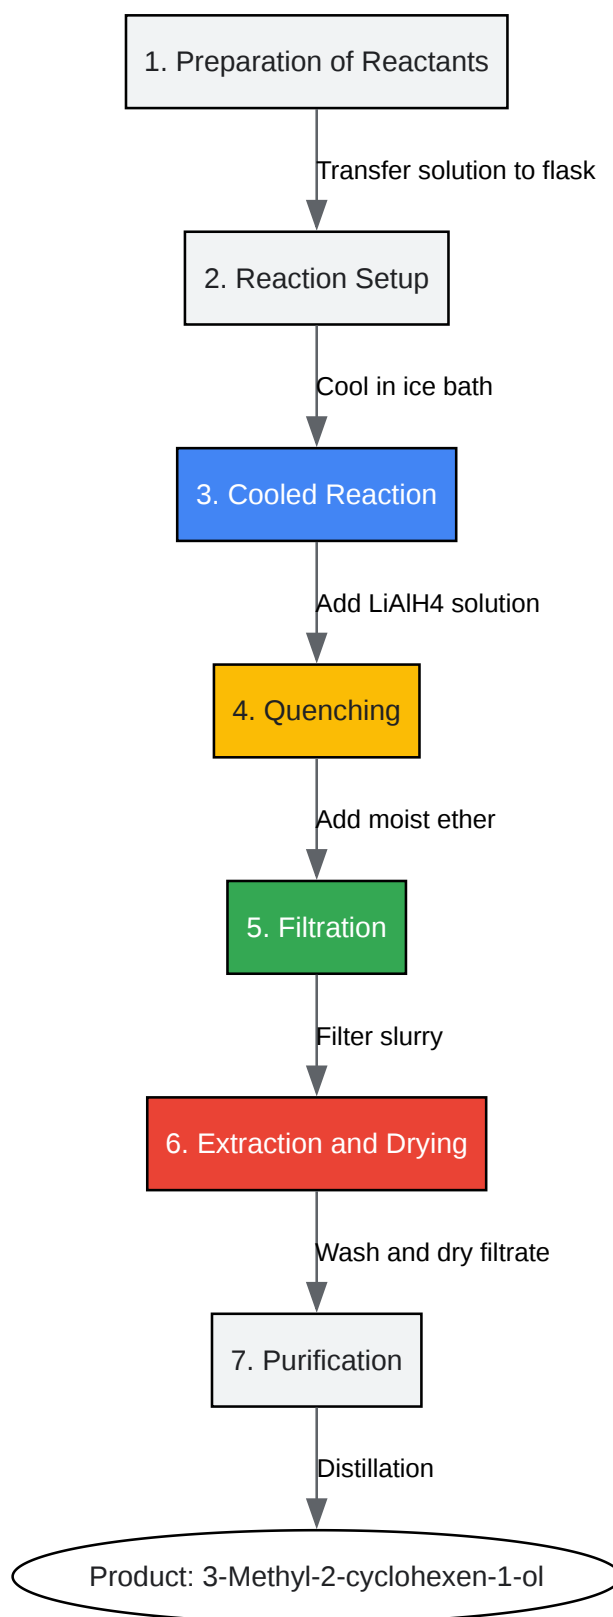 1. Preparation of Reactants
Transfer solution to flask
2. Reaction Setup
Cool in ice bath
3. Cooled Reaction
Add LiAlH4 solution
4. Quenching
Add moist ether
5. Filtration
Filter slurry
6. Extraction and Drying
Wash and dry filtrate
7. Purification
Distillation
Product: 3-Methyl-2-cyclohexen-1-ol